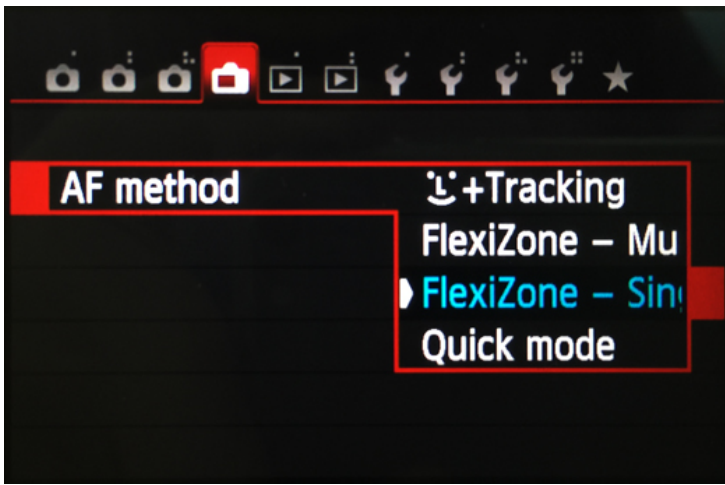 AF method
+Tracking
FlexiZone – Mu
FlexiZone – Sin
Quick mode